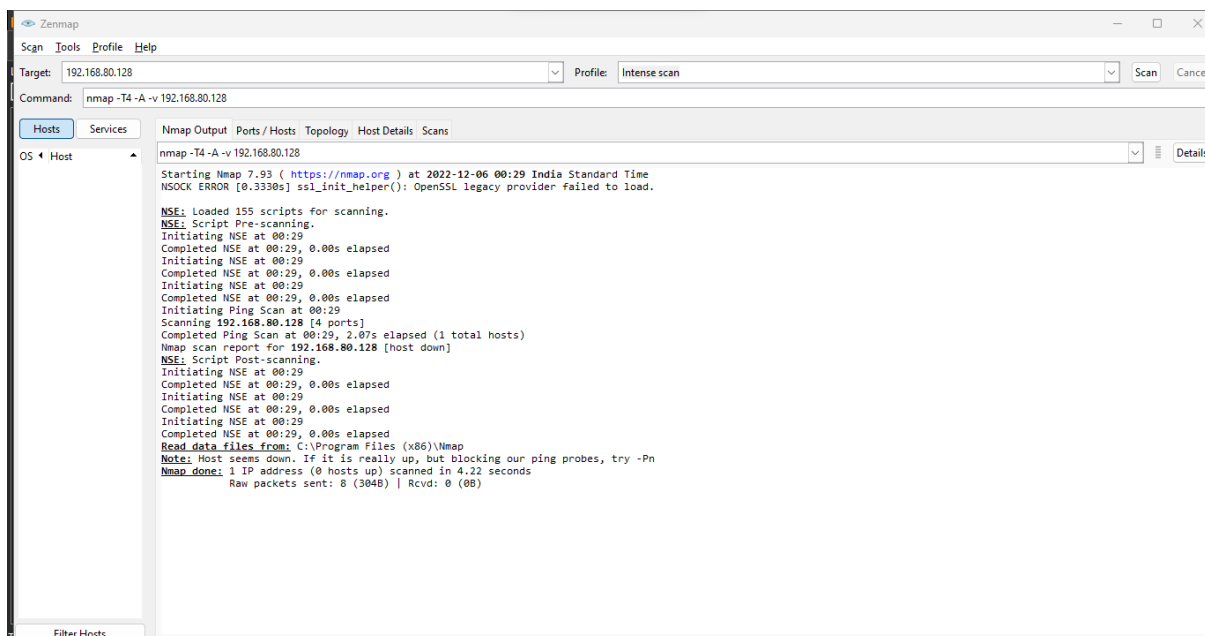 Zenmap
Scan Tools Profile Help
Target: 192.168.80.128 Profile: Intense scan Scan Cance
Command: nmap -T4 -A -v 192.168.80.128
Hosts Services Nmap Output Ports / Hosts Topology Host Details Scans
OS Host nmap -T4 -A -v 192.168.80.128 Details
Starting Nmap 7.93 ( https://nmap.org ) at 2022-12-06 00:29 India Standard Time
NSOCK ERROR [0.3330s] ssl_init_helper(): OpenSSL legacy provider failed to load.
NSE: Loaded 155 scripts for scanning.
NSE: Script Pre-scanning.
Initiating NSE at 00:29
Completed NSE at 00:29, 0.00s elapsed
Initiating NSE at 00:29
Completed NSE at 00:29, 0.00s elapsed
Initiating NSE at 00:29
Completed NSE at 00:29, 0.00s elapsed
Initiating Ping Scan at 00:29
Scanning 192.168.80.128 [4 ports]
Completed Ping Scan at 00:29, 2.07s elapsed (1 total hosts)
Nmap scan report for 192.168.80.128 [host down]
NSE: Script Post-scanning.
Initiating NSE at 00:29
Completed NSE at 00:29, 0.00s elapsed
Initiating NSE at 00:29
Completed NSE at 00:29, 0.00s elapsed
Initiating NSE at 00:29
Completed NSE at 00:29, 0.00s elapsed
Read data files from: C:\Program Files (x86)\Nmap
Note: Host seems down. If it is really up, but blocking our ping probes, try -Pn
Nmap done: 1 IP address (0 hosts up) scanned in 4.22 seconds
Raw packets sent: 8 (304B) | Rcvd: 0 (0B)
Filter Hosts